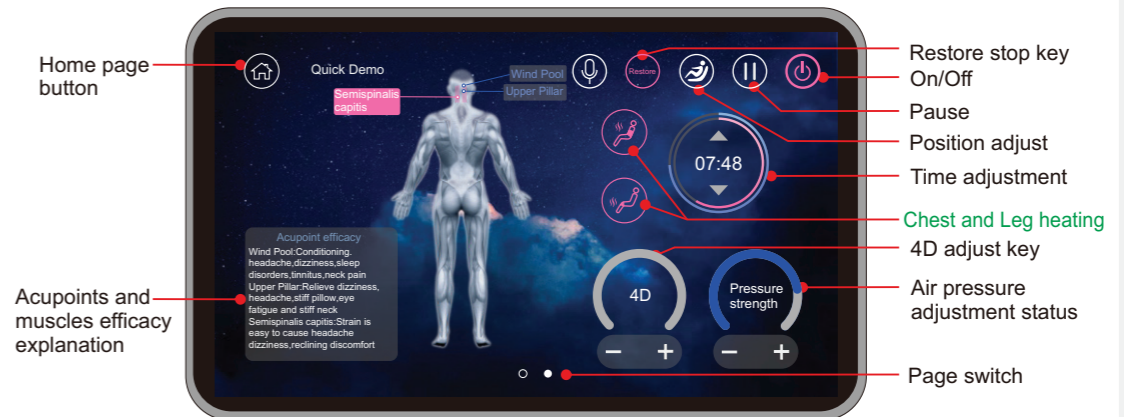 Home page
button
Quick Demo
Semispinalis
capitis
Wind Pool
Upper Pillar
Restore
07:48
Acupoint efficacy
Wind Pool:Conditioning.
headache,dizziness,sleep
disorders,tinnitus,neck pain
Upper Pillar:Relieve dizziness,
headache,stiff pillow,eye
fatigue and stiff neck
Semispinalis capitis:Strain is
easy to cause headache
dizziness,reclining discomfort
Acupoints and
muscles efficacy
explanation
4D
− +
Pressure
strength
− +
Restore stop key
On/Off
Pause
Position adjust
Time adjustment
Chest and Leg heating
4D adjust key
Air pressure
adjustment status
Page switch